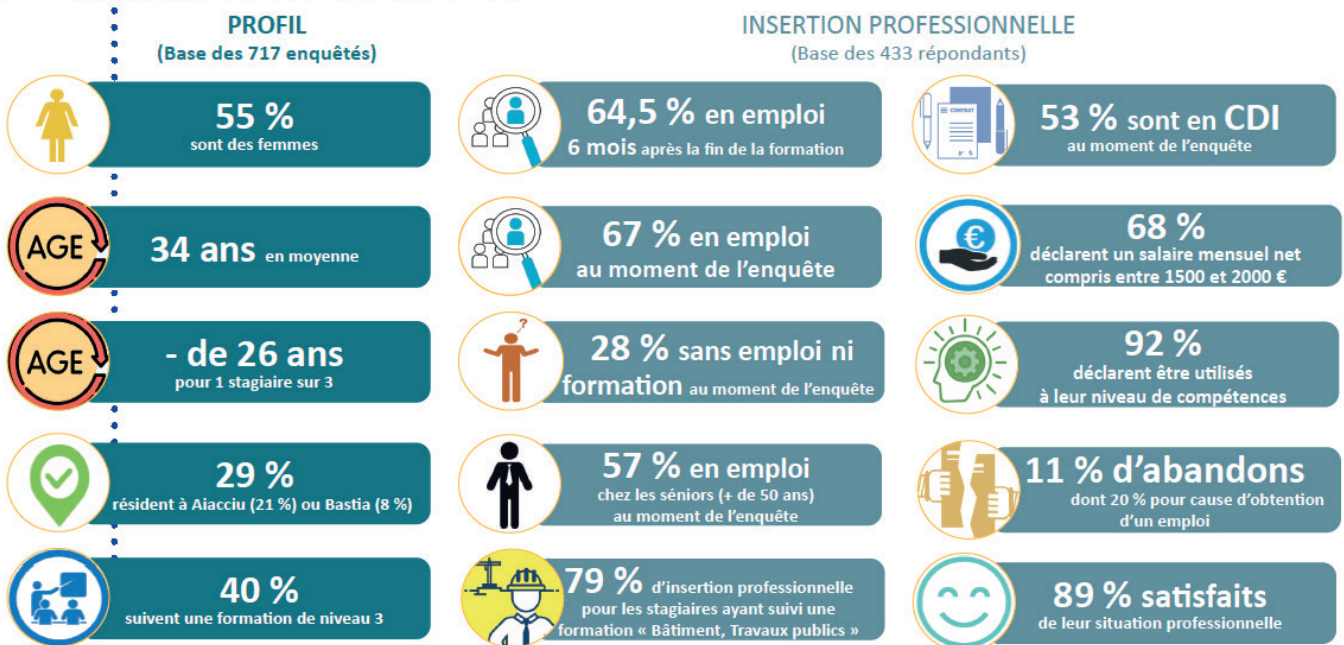 PROFIL
(Base des 717 enquêtés)
55 %
sont des femmes
AGE
34 ans en moyenne
AGE
- de 26 ans
pour 1 stagiaire sur 3
29 %
résident à Aiacciu (21 %) ou Bastia (8 %)
40 %
suivent une formation de niveau 3
INSERTION PROFESSIONNELLE
(Base des 433 répondants)
64,5 % en emploi
6 mois après la fin de la formation
67 % en emploi
au moment de l'enquête
?
28 % sans emploi ni
formation au moment de l'enquête
57 % en emploi
chez les séniors (+ de 50 ans)
au moment de l'enquête
79 % d'insertion professionnelle
pour les stagiaires ayant suivi une
formation « Bâtiment, Travaux publics »
CONTRAT
N° 5
53 % sont en CDI
au moment de l'enquête
€
68 %
déclarent un salaire mensuel net
compris entre 1500 et 2000 €
92 %
déclarent être utilisés
à leur niveau de compétences
11 % d'abandons
dont 20 % pour cause d'obtention
d'un emploi
89 % satisfaits
de leur situation professionnelle